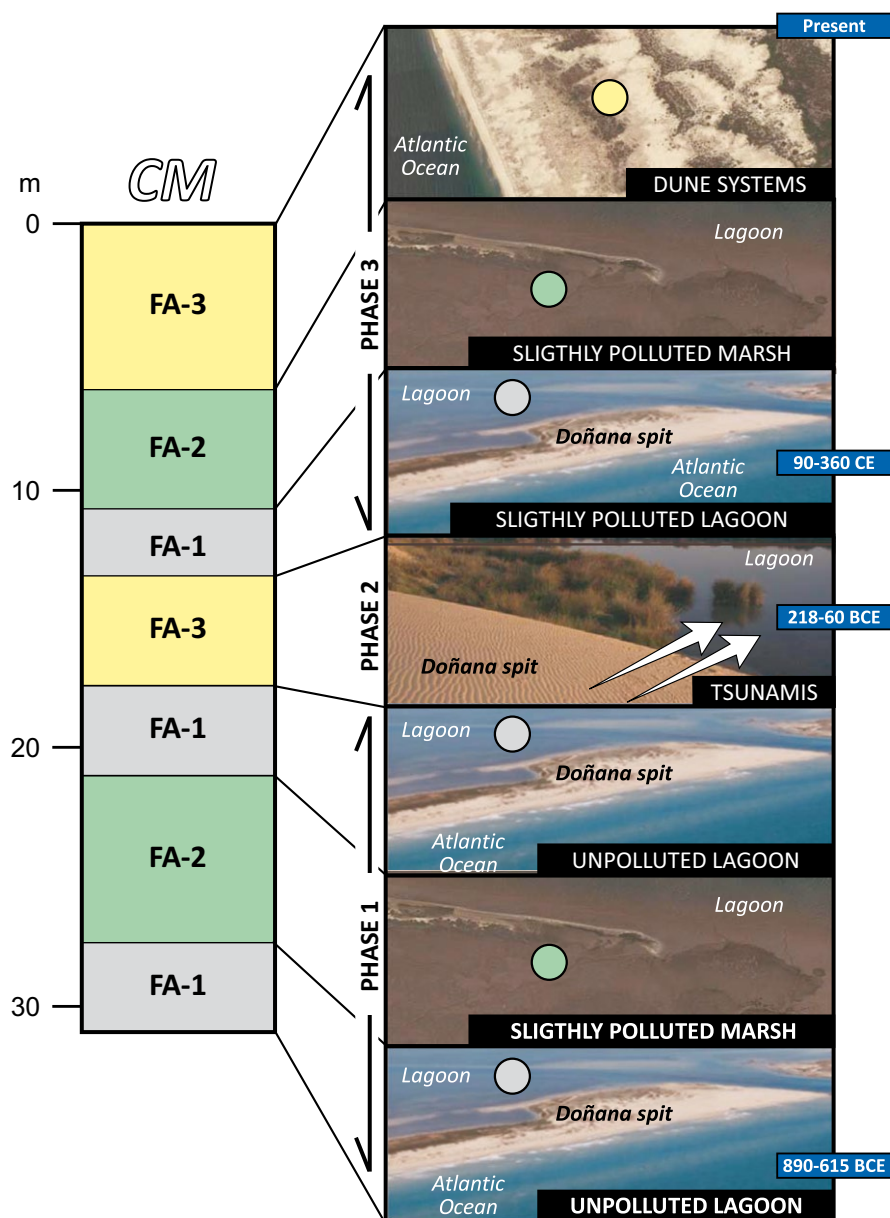 Present
CM
m
0
10
20
30
FA-3
FA-2
FA-1
FA-3
FA-1
FA-2
FA-1
PHASE 3
PHASE 2
PHASE 1
Atlantic
Ocean
DUNE SYSTEMS
Lagoon
SLIGTHLY POLLUTED MARSH
Lagoon
Doñana spit
90-360 CE
Atlantic
Ocean
SLIGTHLY POLLUTED LAGOON
Lagoon
218-60 BCE
Doñana spit
TSUNAMIS
Lagoon
Doñana spit
Atlantic
Ocean
UNPOLLUTED LAGOON
Lagoon
SLIGTHLY POLLUTED MARSH
Lagoon
Doñana spit
890-615 BCE
Atlantic
Ocean
UNPOLLUTED LAGOON